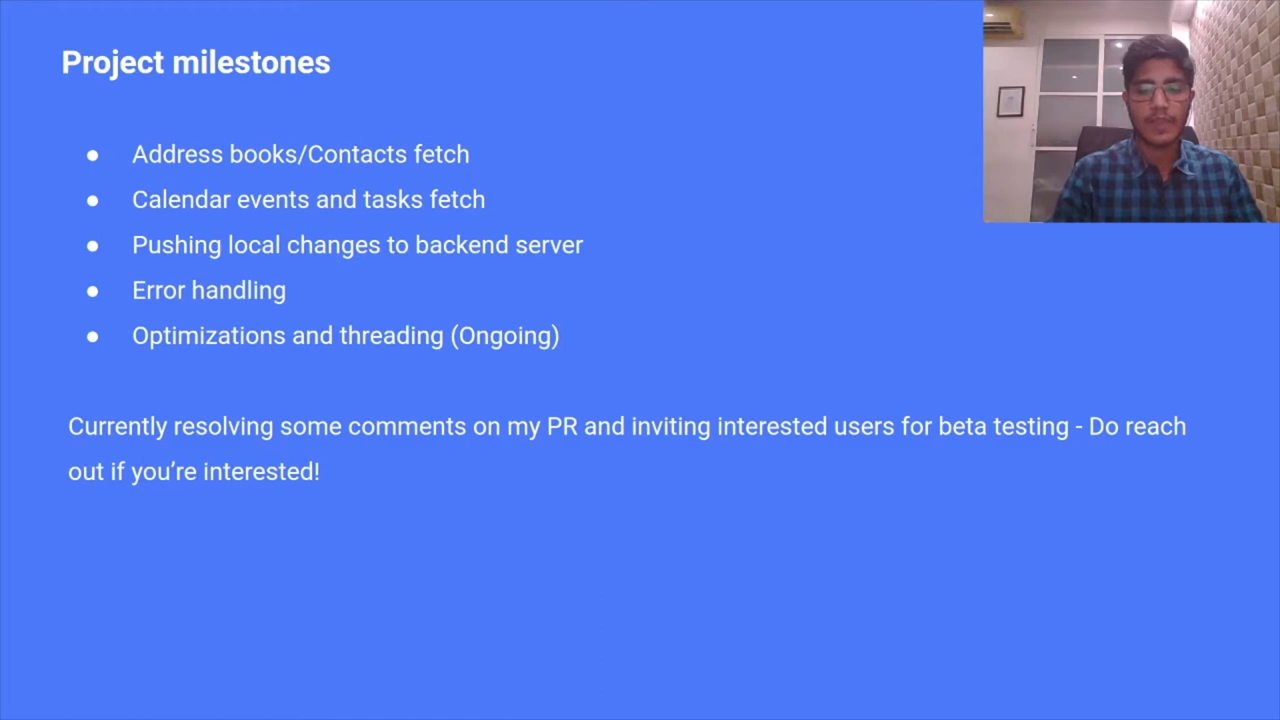 Project milestones
● Address books/Contacts fetch
● Calendar events and tasks fetch
● Pushing local changes to backend server
● Error handling
● Optimizations and threading (Ongoing)
Currently resolving some comments on my PR and inviting interested users for beta testing - Do reach
out if you’re interested!